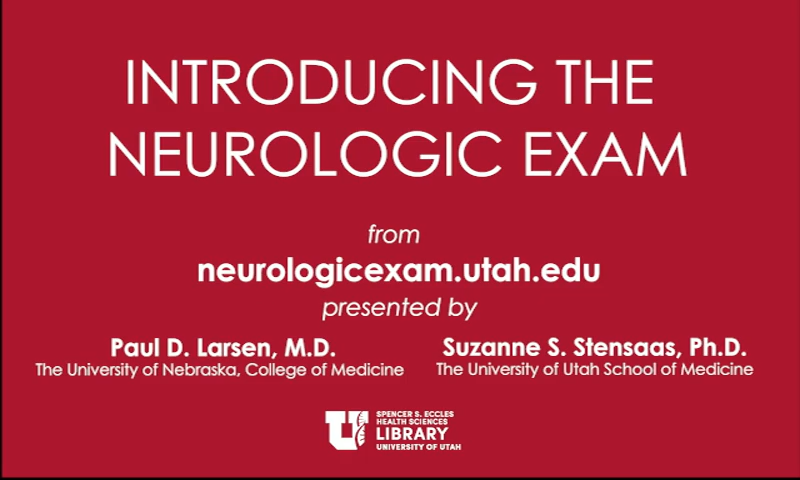 INTRODUCING THE
NEUROLOGIC EXAM
from
neurologicexam.utah.edu
presented by
Paul D. Larsen, M.D.
The University of Nebraska, College of Medicine
Suzanne S. Stensaas, Ph.D.
The University of Utah School of Medicine
U
SPENCER S. ECCLES
HEALTH SCIENCES
LIBRARY
UNIVERSITY OF UTAH